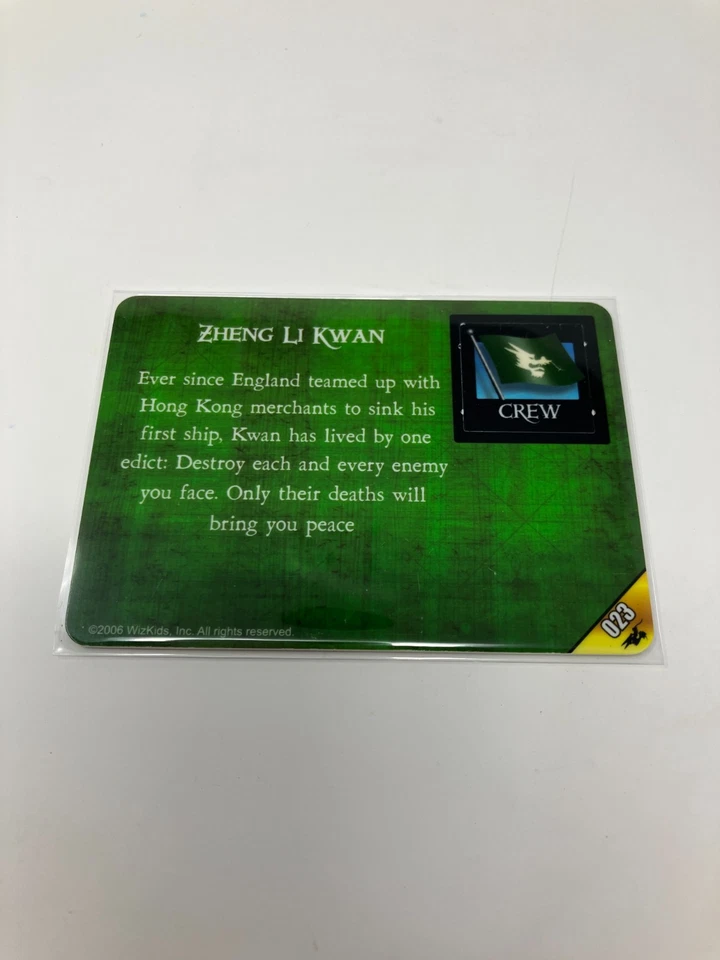 Zheng Li Kwan
Ever since England teamed up with
Hong Kong merchants to sink his
first ship, Kwan has lived by one
edict: Destroy each and every enemy
you face. Only their deaths will
bring you peace
CREW
©2006 WizKids, Inc. All rights reserved.
023